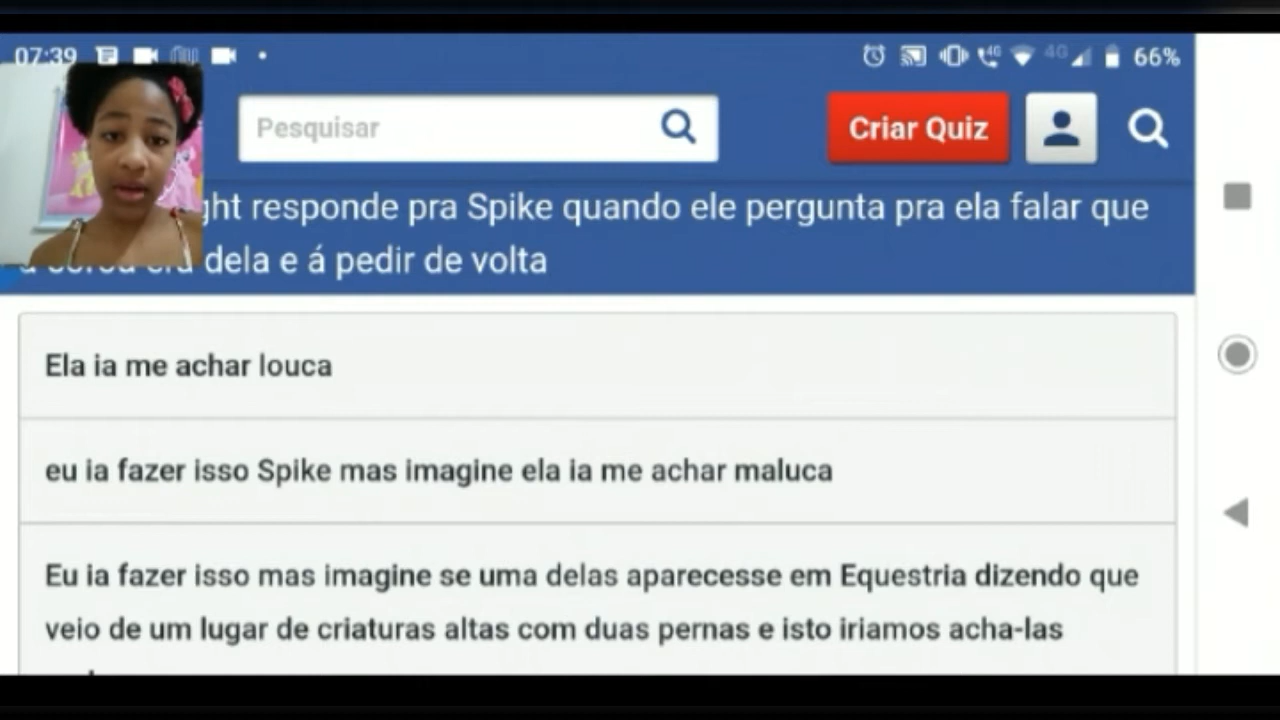 07:39
4G
4G
66%
Pesquisar
Criar Quiz
ght responde pra Spike quando ele pergunta pra ela falar que
dela e á pedir de volta
Ela ia me achar louca
eu ia fazer isso Spike mas imagine ela ia me achar maluca
Eu ia fazer isso mas imagine se uma delas aparecesse em Equestria dizendo que
veio de um lugar de criaturas altas com duas pernas e isto iriamos acha-las